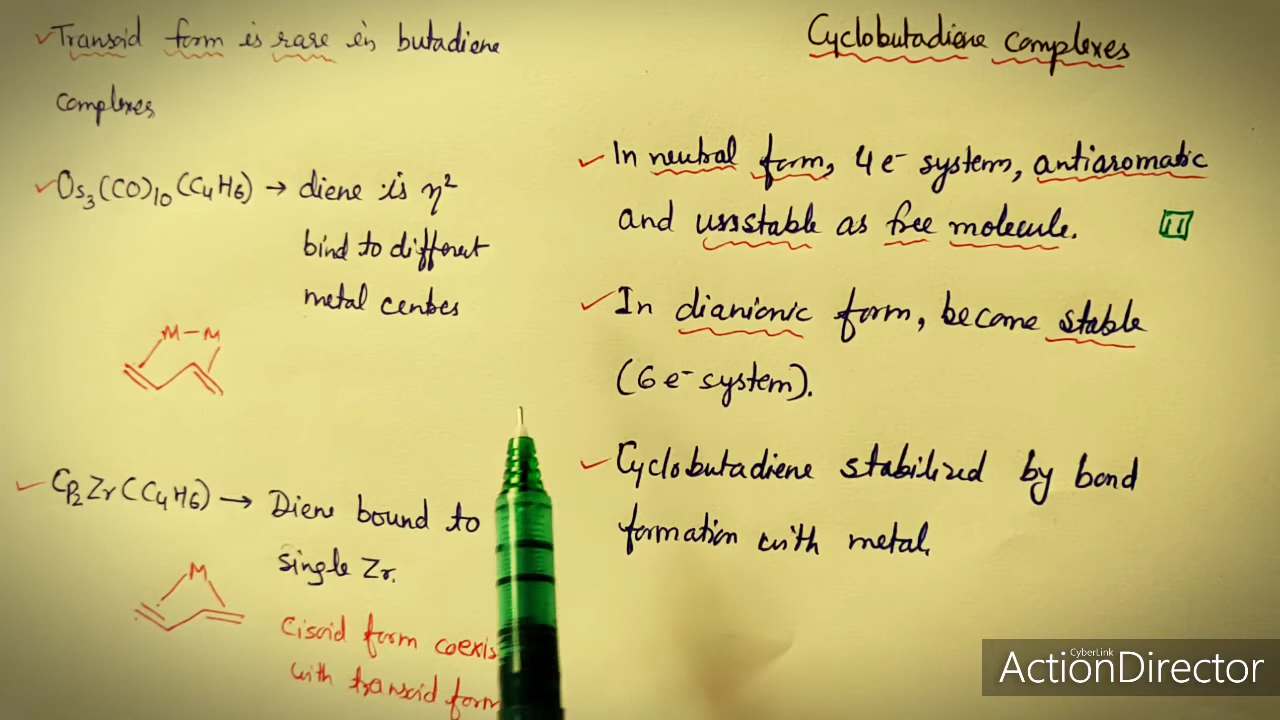 ✓Transoid form is rare in butadiene
complexes
✓Os₃(CO)₁₀(C₄H₆) → diene is η²
bind to different
metal centres
M – M
✓Cp₂Zr(C₄H₆) → Diene bound to
single Zr.
M
Cisoid form coexis
with transoid form
Cyclobutadiene complexes
✓In neutral form, 4e⁻ system, antiaromatic
and unstable as free molecule.
✓In dianionic form, become stable
(6e⁻ system).
✓Cyclobutadiene stabilized by bond
formation with metal
CyberLink
ActionDirector